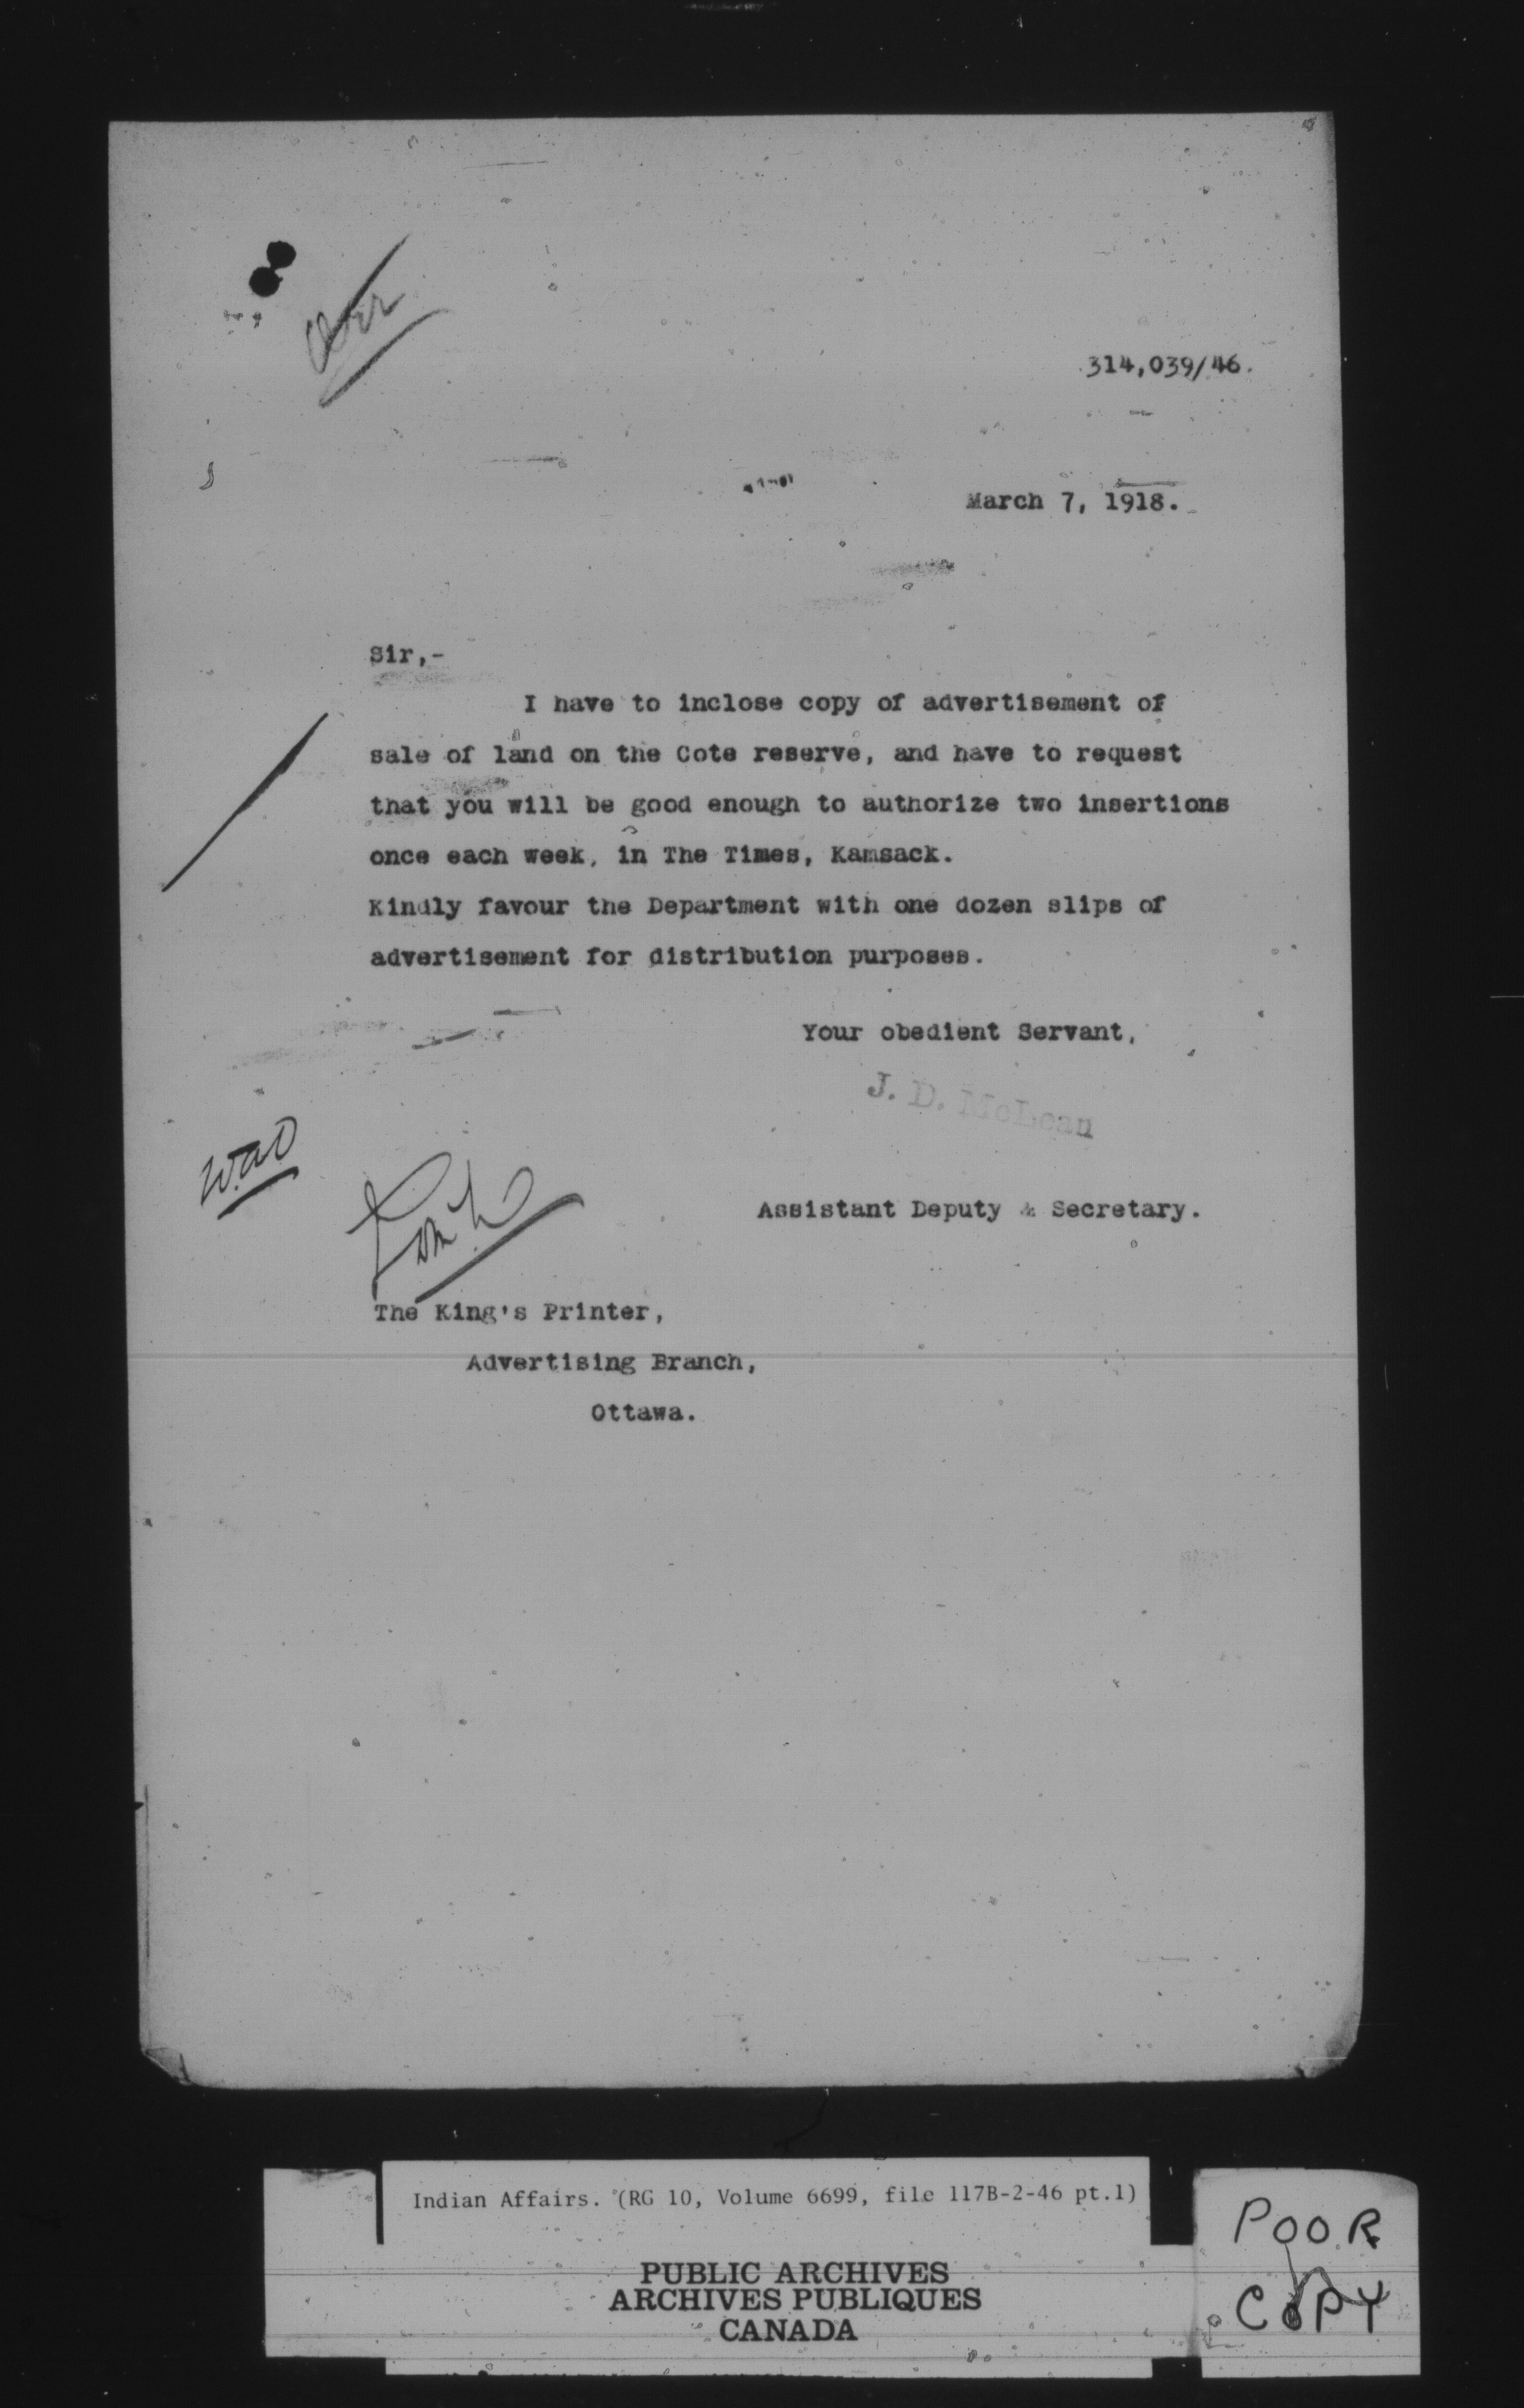 314,039/46.
March 7, 1918.
Sir,-
I have to inclose copy of advertisement of
sale of land on the Cote reserve, and have to request
that you will be good enough to authorize two insertions
once each week, in The Times, Kamsack.
Kindly favour the Department with one dozen slips of
advertisement for distribution purposes.
Your obedient Servant,
J. D. McLean
W.a.O
Assistant Deputy & Secretary.
The King's Printer,
Advertising Branch,
Ottawa.
Indian Affairs. (RG 10, Volume 6699, file 117B-2-46 pt.1)
PUBLIC ARCHIVES
ARCHIVES PUBLIQUES
CANADA
POOR
COPY